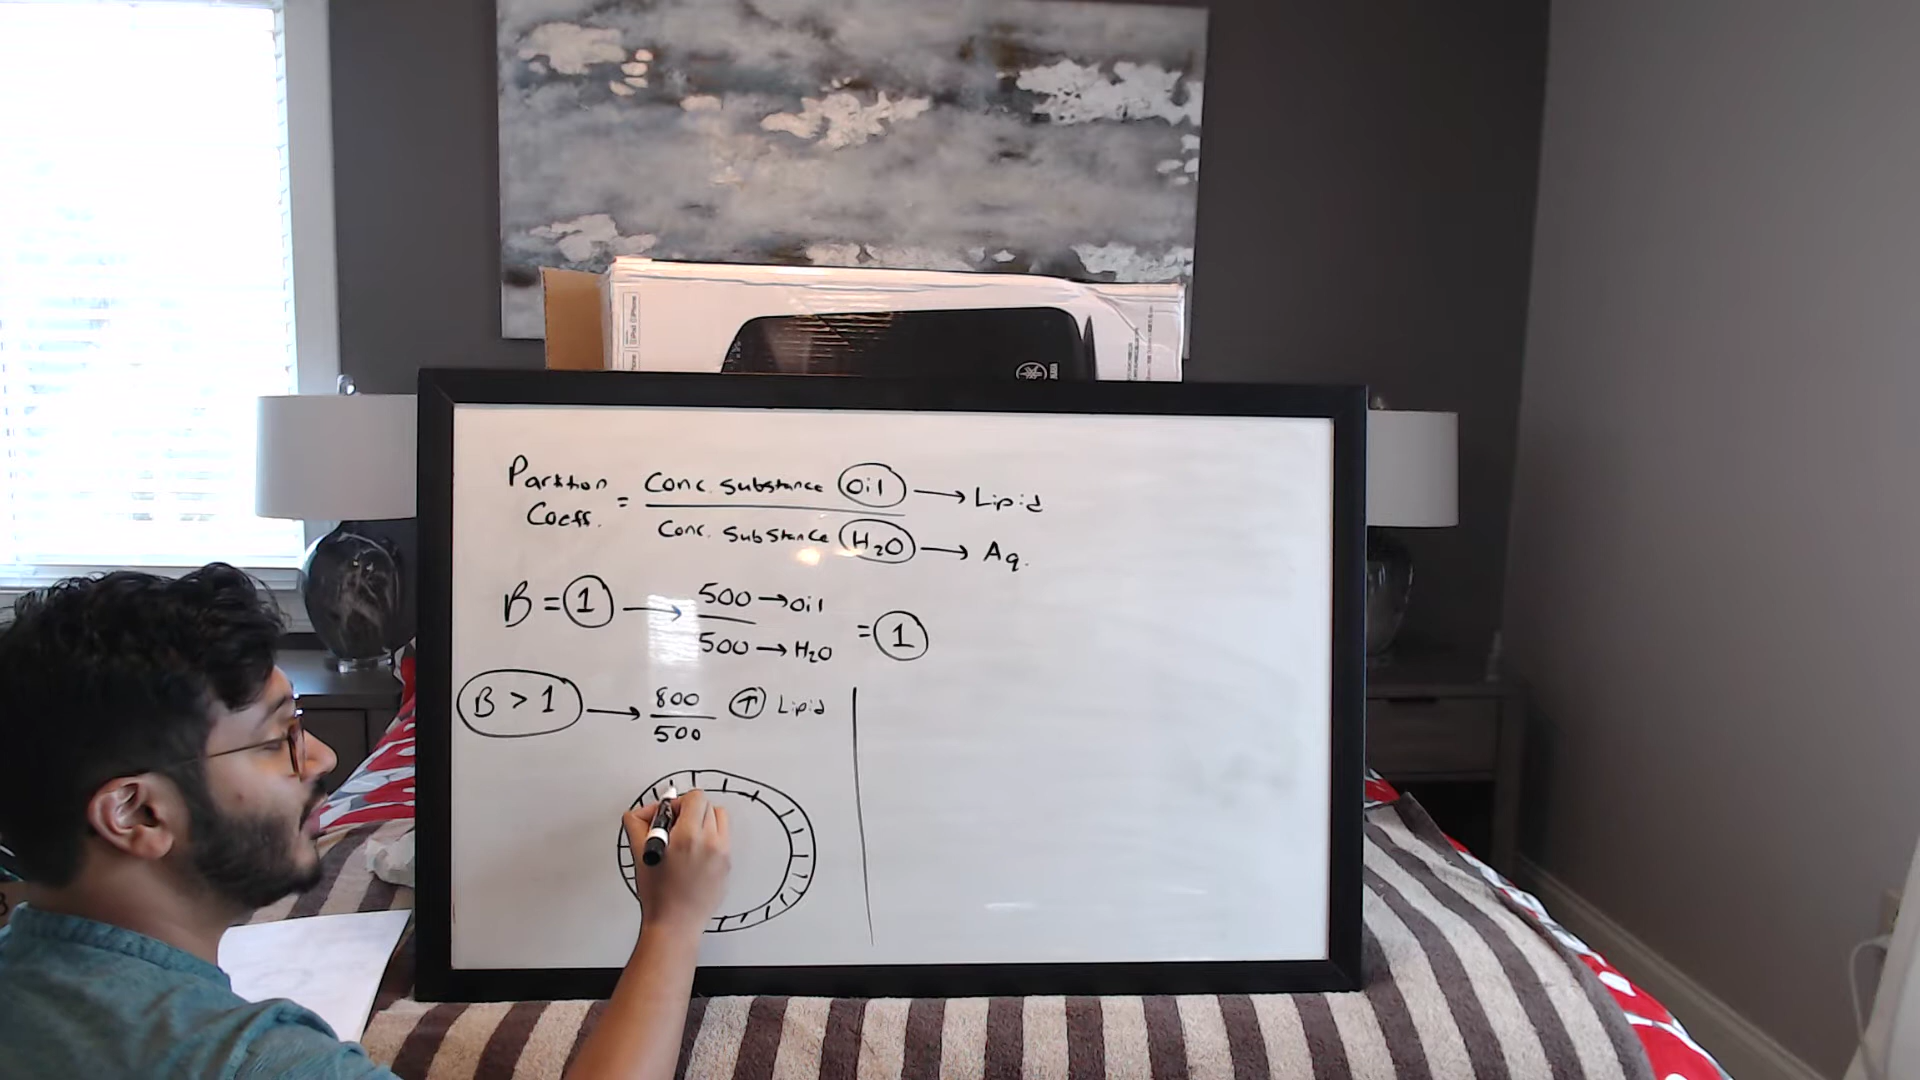 Partition
Coeff. = Conc. Substance Oil → Lipid
Conc. Substance H₂O → Aq.
B = 1 → 500 → Oil
500 → H₂O = 1
B > 1 → 800 ↑ Lipid
500